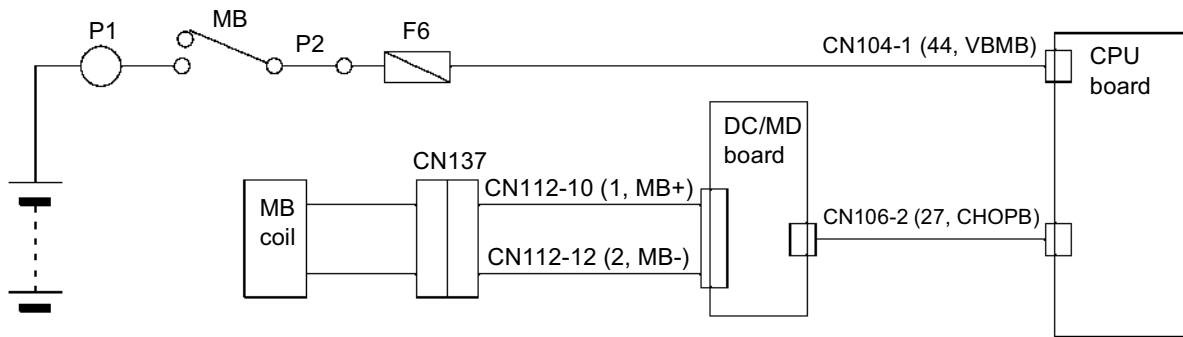 P1
MB
P2
F6
CN104-1 (44, VBMB)
CPU
board
DC/MD
board
CN137
MB
coil
CN112-10 (1, MB+)
CN112-12 (2, MB-)
CN106-2 (27, CHOPB)